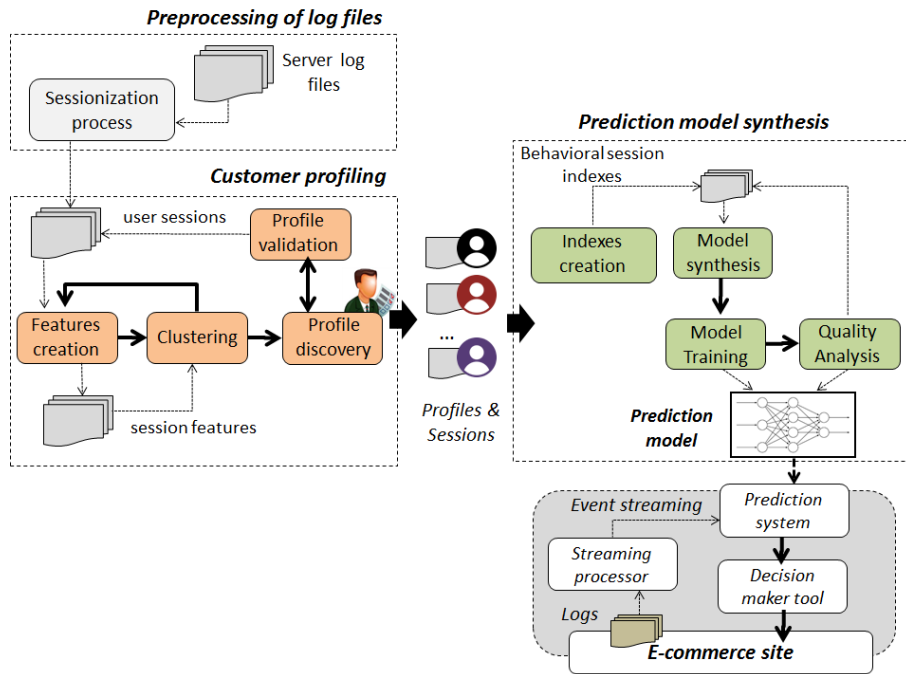 Preprocessing of log files
Server log
files
Sessionization
process
Customer profiling
user sessions
Profile
validation
Features
creation
Clustering
Profile
discovery
session features
...
Profiles &
Sessions
Prediction model synthesis
Behavioral session
indexes
Indexes
creation
Model
synthesis
Model
Training
Quality
Analysis
Prediction
model
Event streaming
Prediction
system
Streaming
processor
Decision
maker tool
Logs
E-commerce site